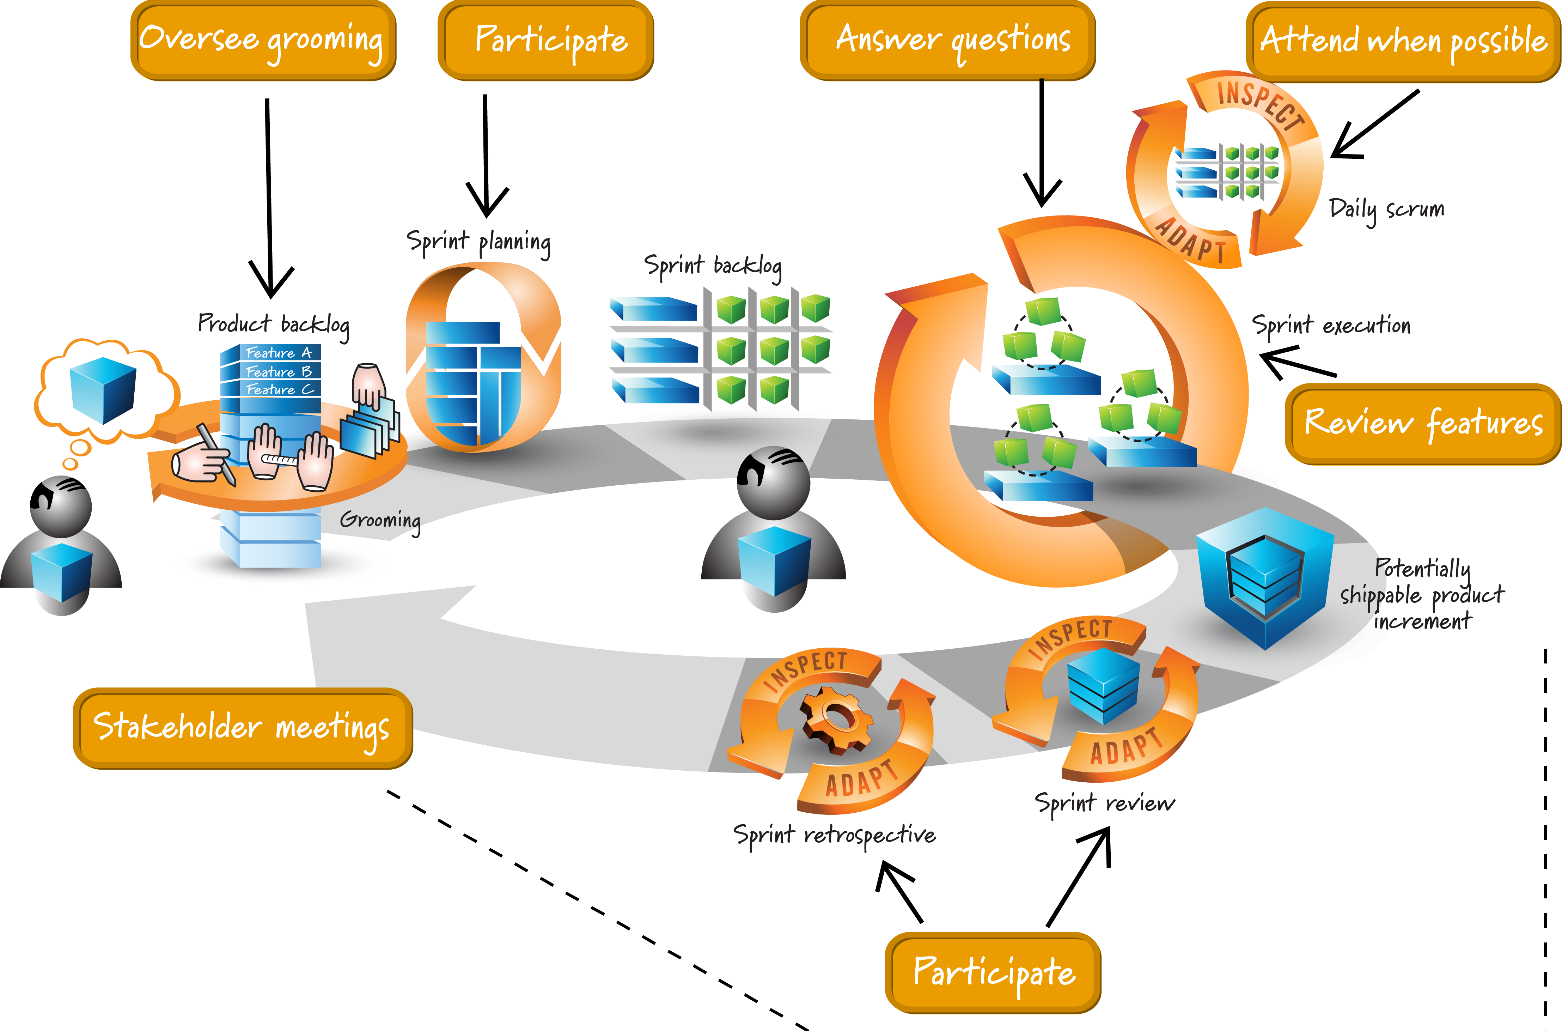 Oversee grooming
Participate
Answer questions
Attend when possible
INSPECT
ADAPT
Daily scrum
Sprint planning
Sprint backlog
Product backlog
Feature A
Feature B
Feature C
Grooming
Sprint execution
Review features
Potentially
shippable product
increment
Stakeholder meetings
INSPECT
ADAPT
Sprint retrospective
INSPECT
ADAPT
Sprint review
Participate